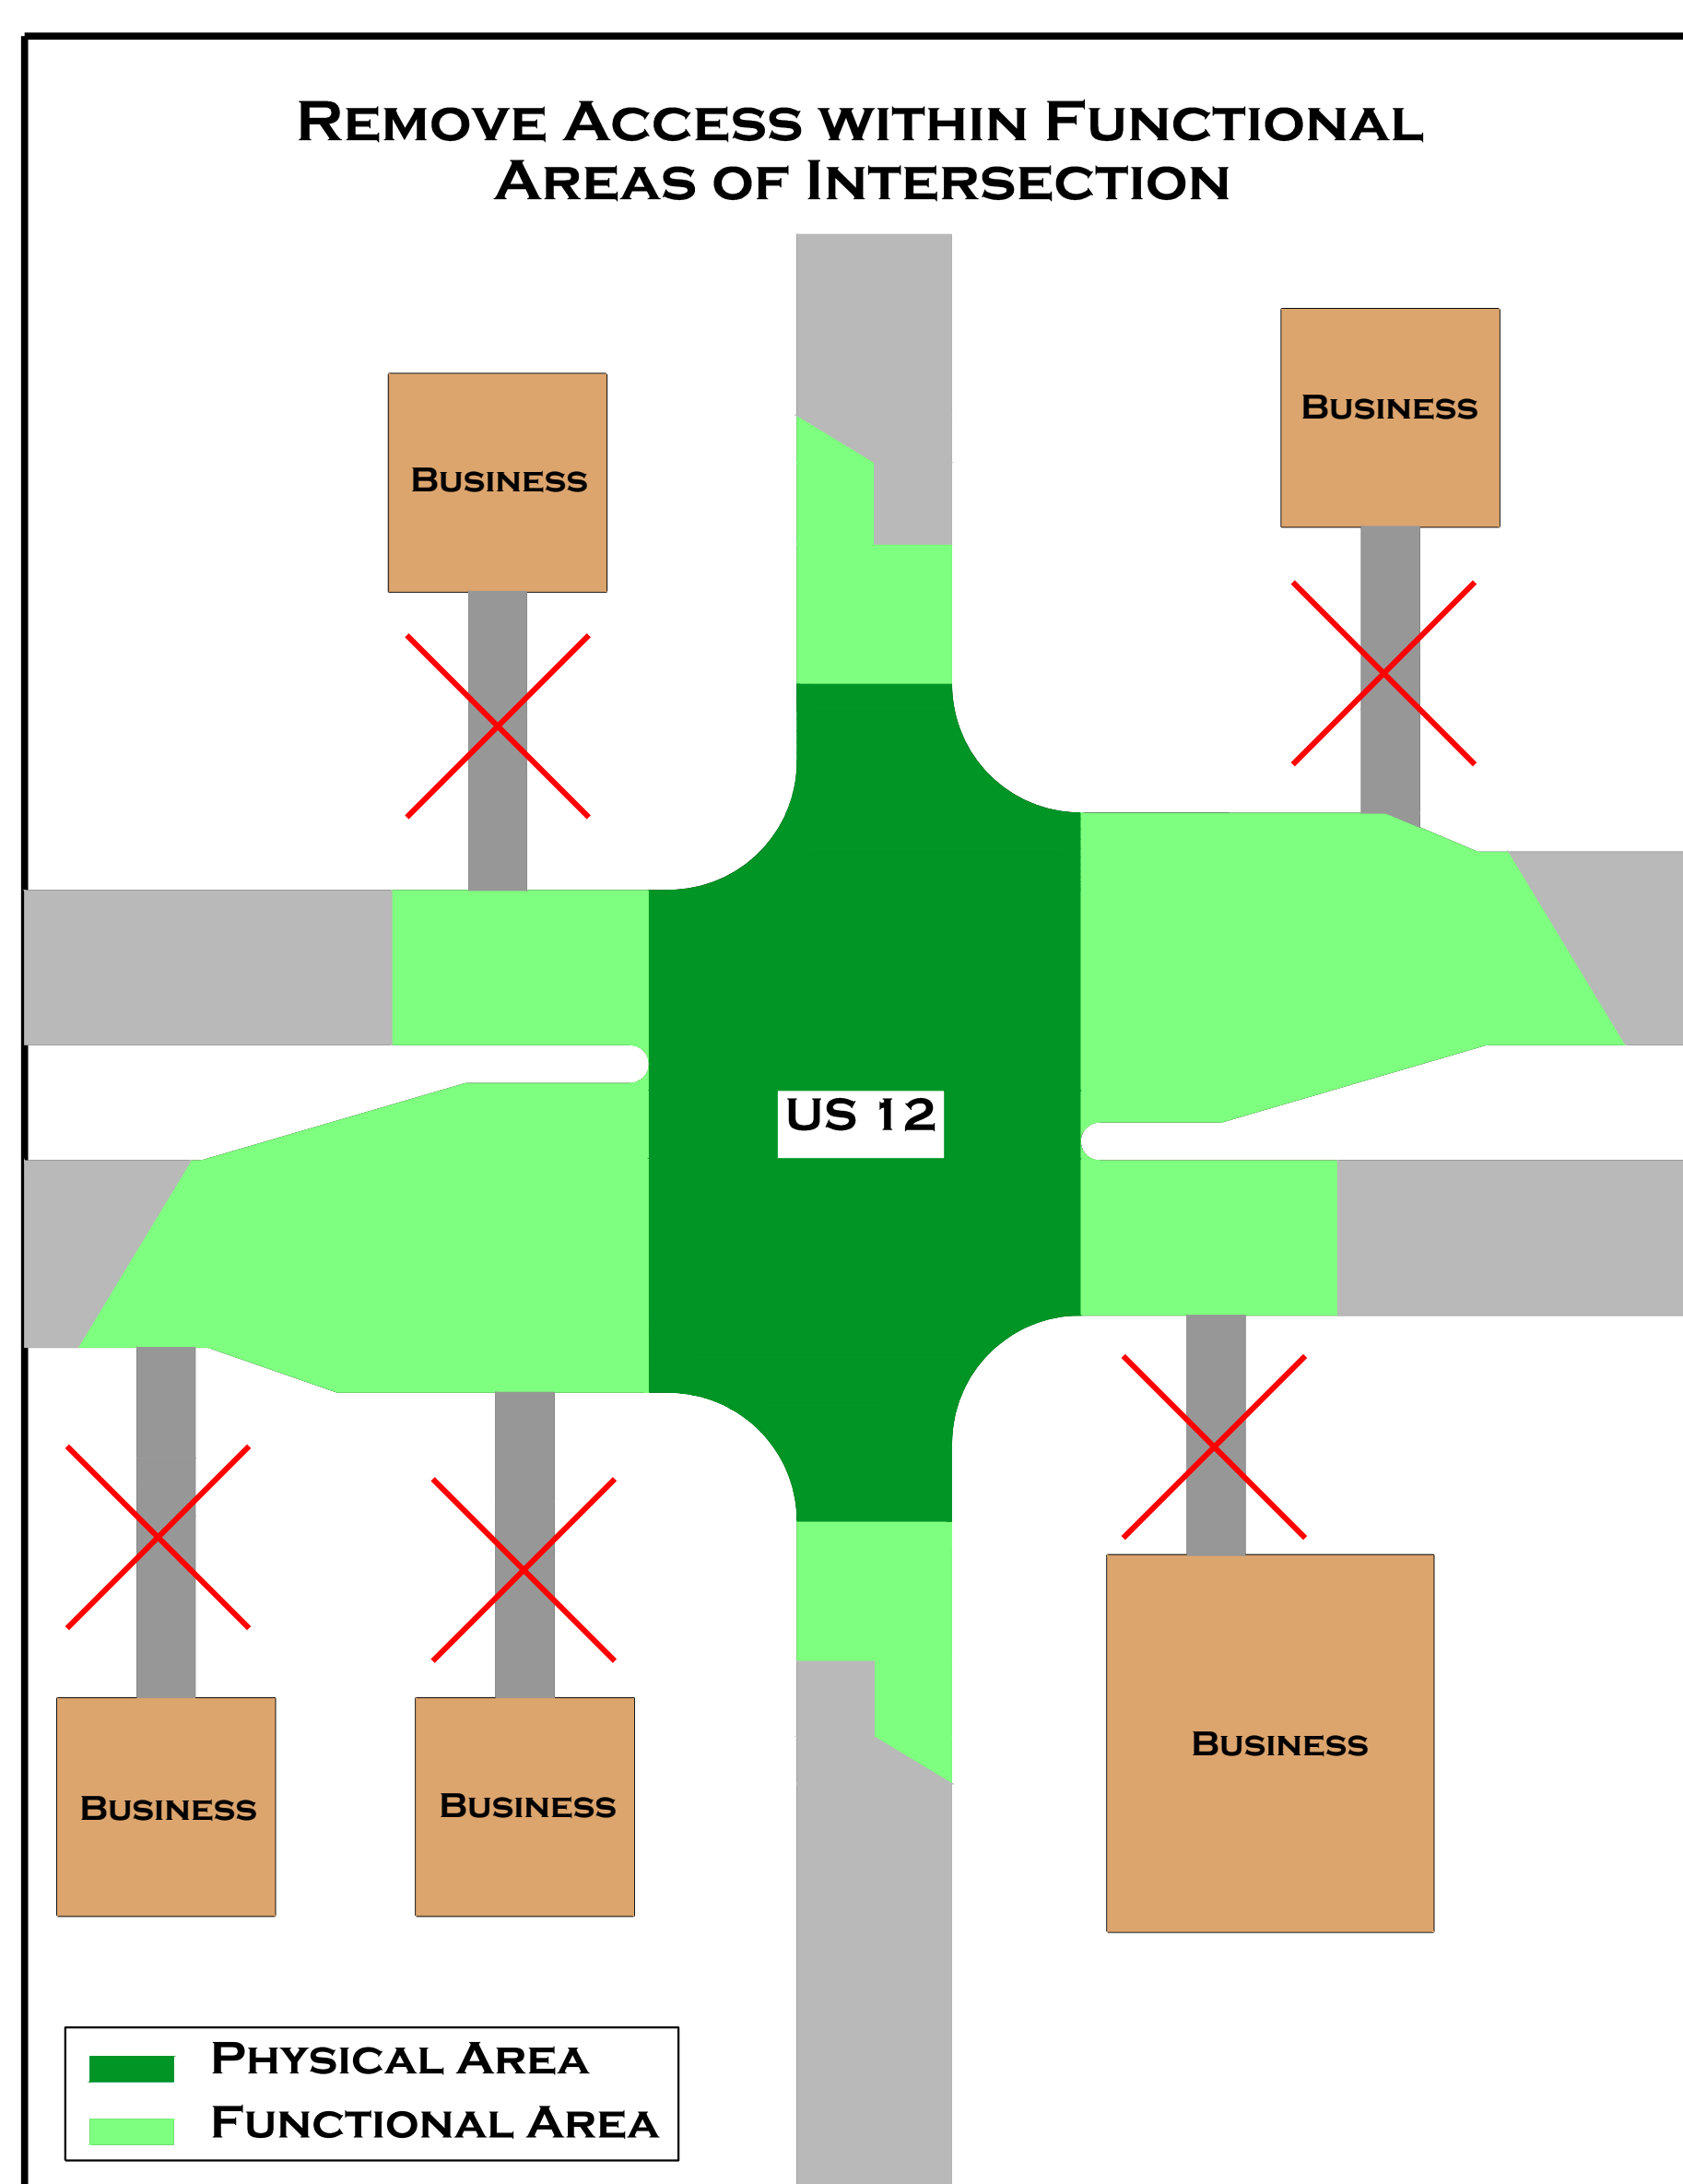 Remove Access within Functional
Areas of Intersection
Business
Business
US 12
Business
Business
Business
Physical Area
Functional Area